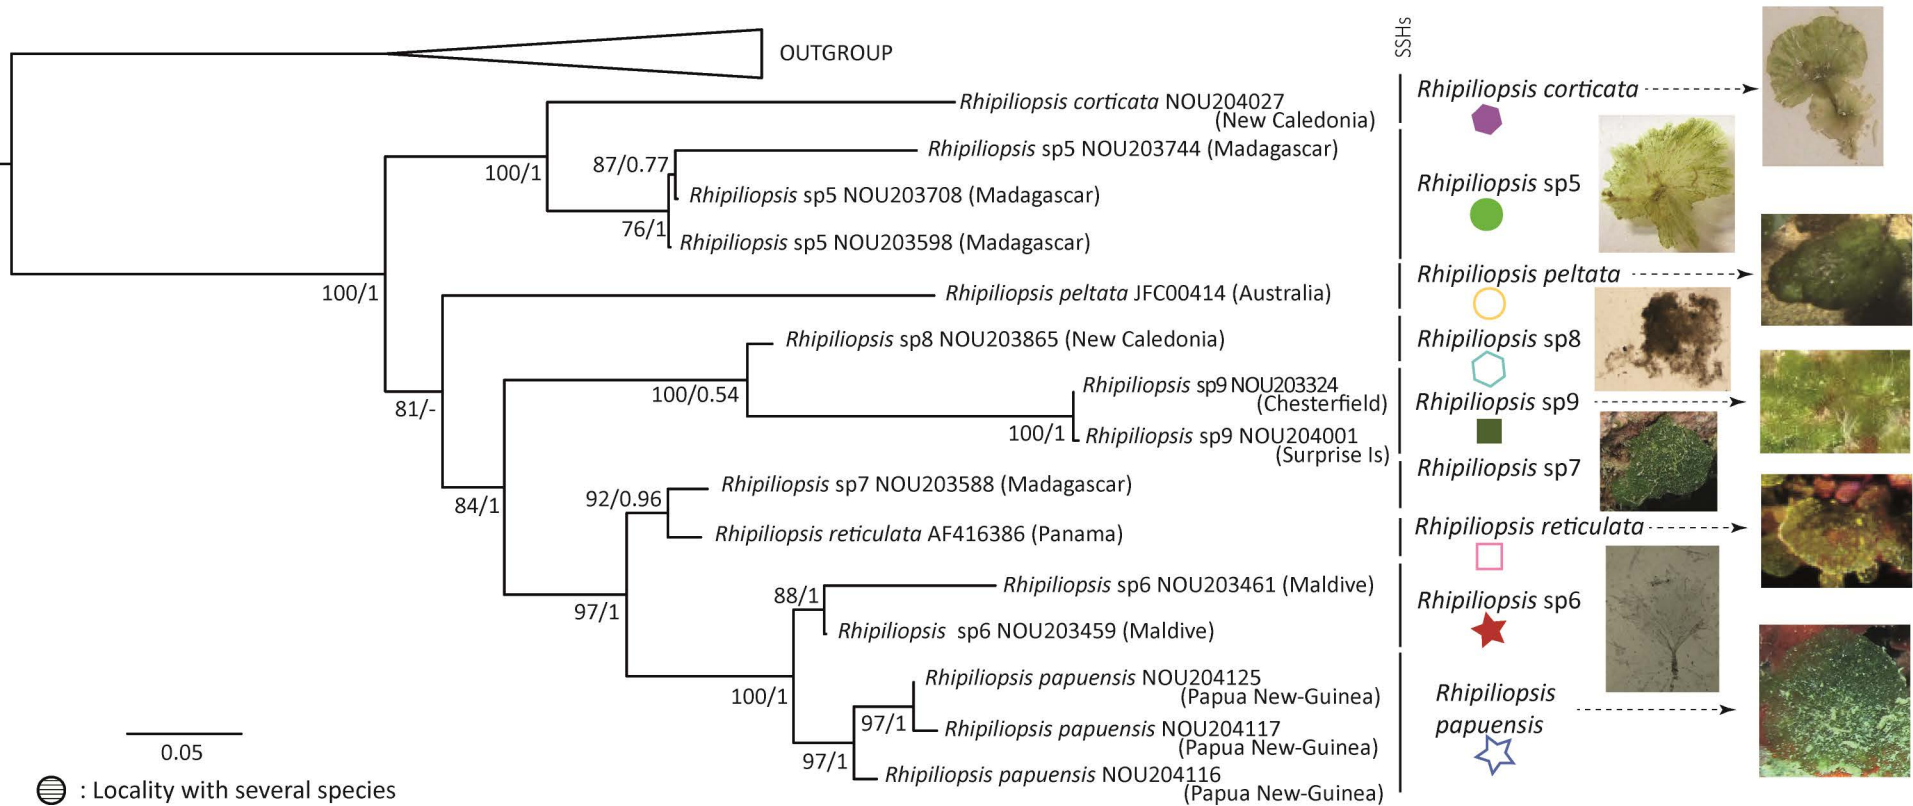 OUTGROUP
SSHs
Rhipiliopsis corticata NOU204027
(New Caledonia)
100/1
87/0.77
Rhipiliopsis sp5 NOU203744 (Madagascar)
Rhipiliopsis sp5 NOU203708 (Madagascar)
76/1
Rhipiliopsis sp5 NOU203598 (Madagascar)
100/1
Rhipiliopsis peltata JFC00414 (Australia)
81/-
Rhipiliopsis sp8 NOU203865 (New Caledonia)
100/0.54
Rhipiliopsis sp9 NOU203324
(Chesterfield)
100/1
Rhipiliopsis sp9 NOU204001
(Surprise Is)
84/1
92/0.96
Rhipiliopsis sp7 NOU203588 (Madagascar)
Rhipiliopsis reticulata AF416386 (Panama)
97/1
88/1
Rhipiliopsis sp6 NOU203461 (Maldive)
Rhipiliopsis sp6 NOU203459 (Maldive)
100/1
Rhipiliopsis papuensis NOU204125
(Papua New-Guinea)
97/1
Rhipiliopsis papuensis NOU204117
(Papua New-Guinea)
97/1
Rhipiliopsis papuensis NOU204116
(Papua New-Guinea)
Rhipiliopsis corticata
Rhipiliopsis sp5
Rhipiliopsis peltata
Rhipiliopsis sp8
Rhipiliopsis sp9
Rhipiliopsis sp7
Rhipiliopsis reticulata
Rhipiliopsis sp6
Rhipiliopsis
papuensis
0.05
: Locality with several species